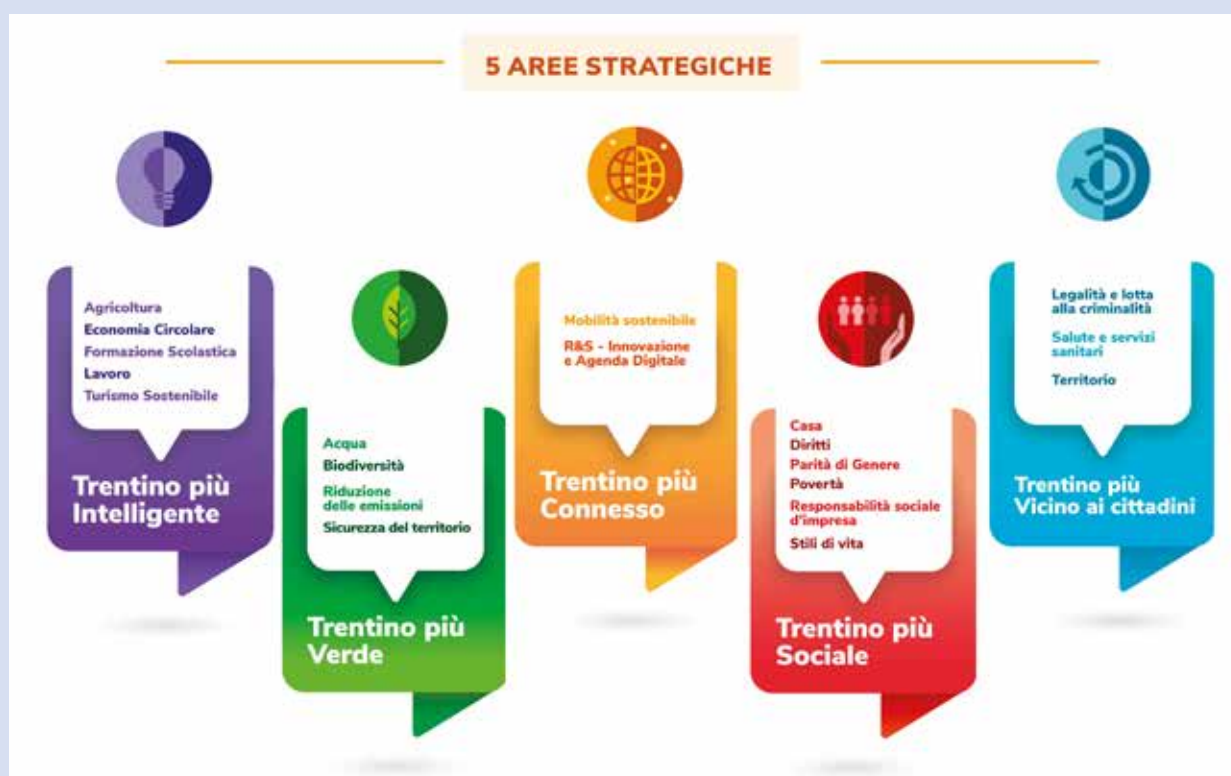 5 AREE STRATEGICHE
Agricoltura
Economia Circolare
Formazione Scolastica
Lavoro
Turismo Sostenibile
Trentino più
Intelligente
Acqua
Biodiversità
Riduzione
delle emissioni
Sicurezza del territorio
Trentino più
Verde
Mobilità sostenibile
R&S - Innovazione
e Agenda Digitale
Trentino più
Connesso
Casa
Diritti
Parità di Genere
Povertà
Responsabilità sociale
d'impresa
Stili di vita
Trentino più
Sociale
Legalità e lotta
alla criminalità
Salute e servizi
sanitari
Territorio
Trentino più
Vicino ai cittadini